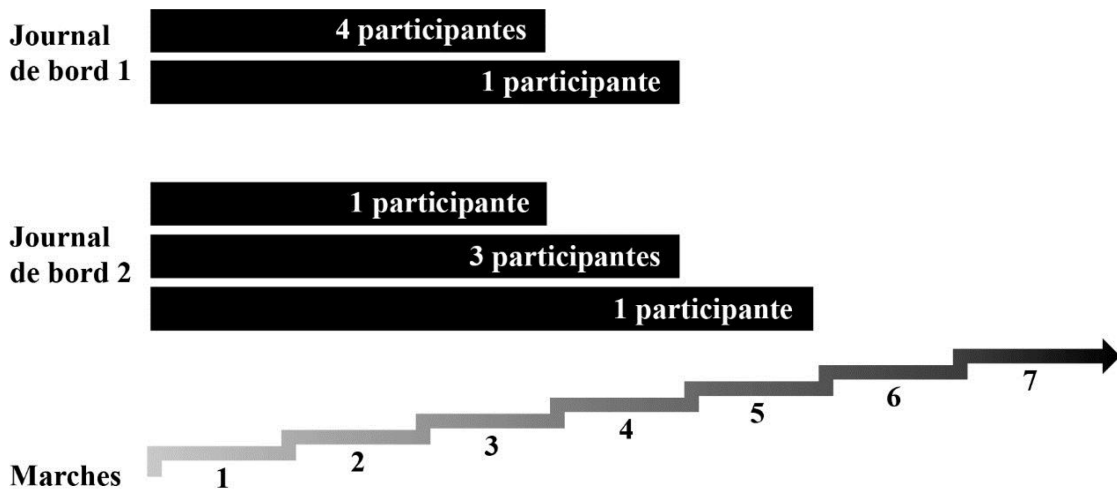 Journal
de bord 1
4 participantes
1 participante
Journal
de bord 2
1 participante
3 participantes
1 participante
Marches
1
2
3
4
5
6
7